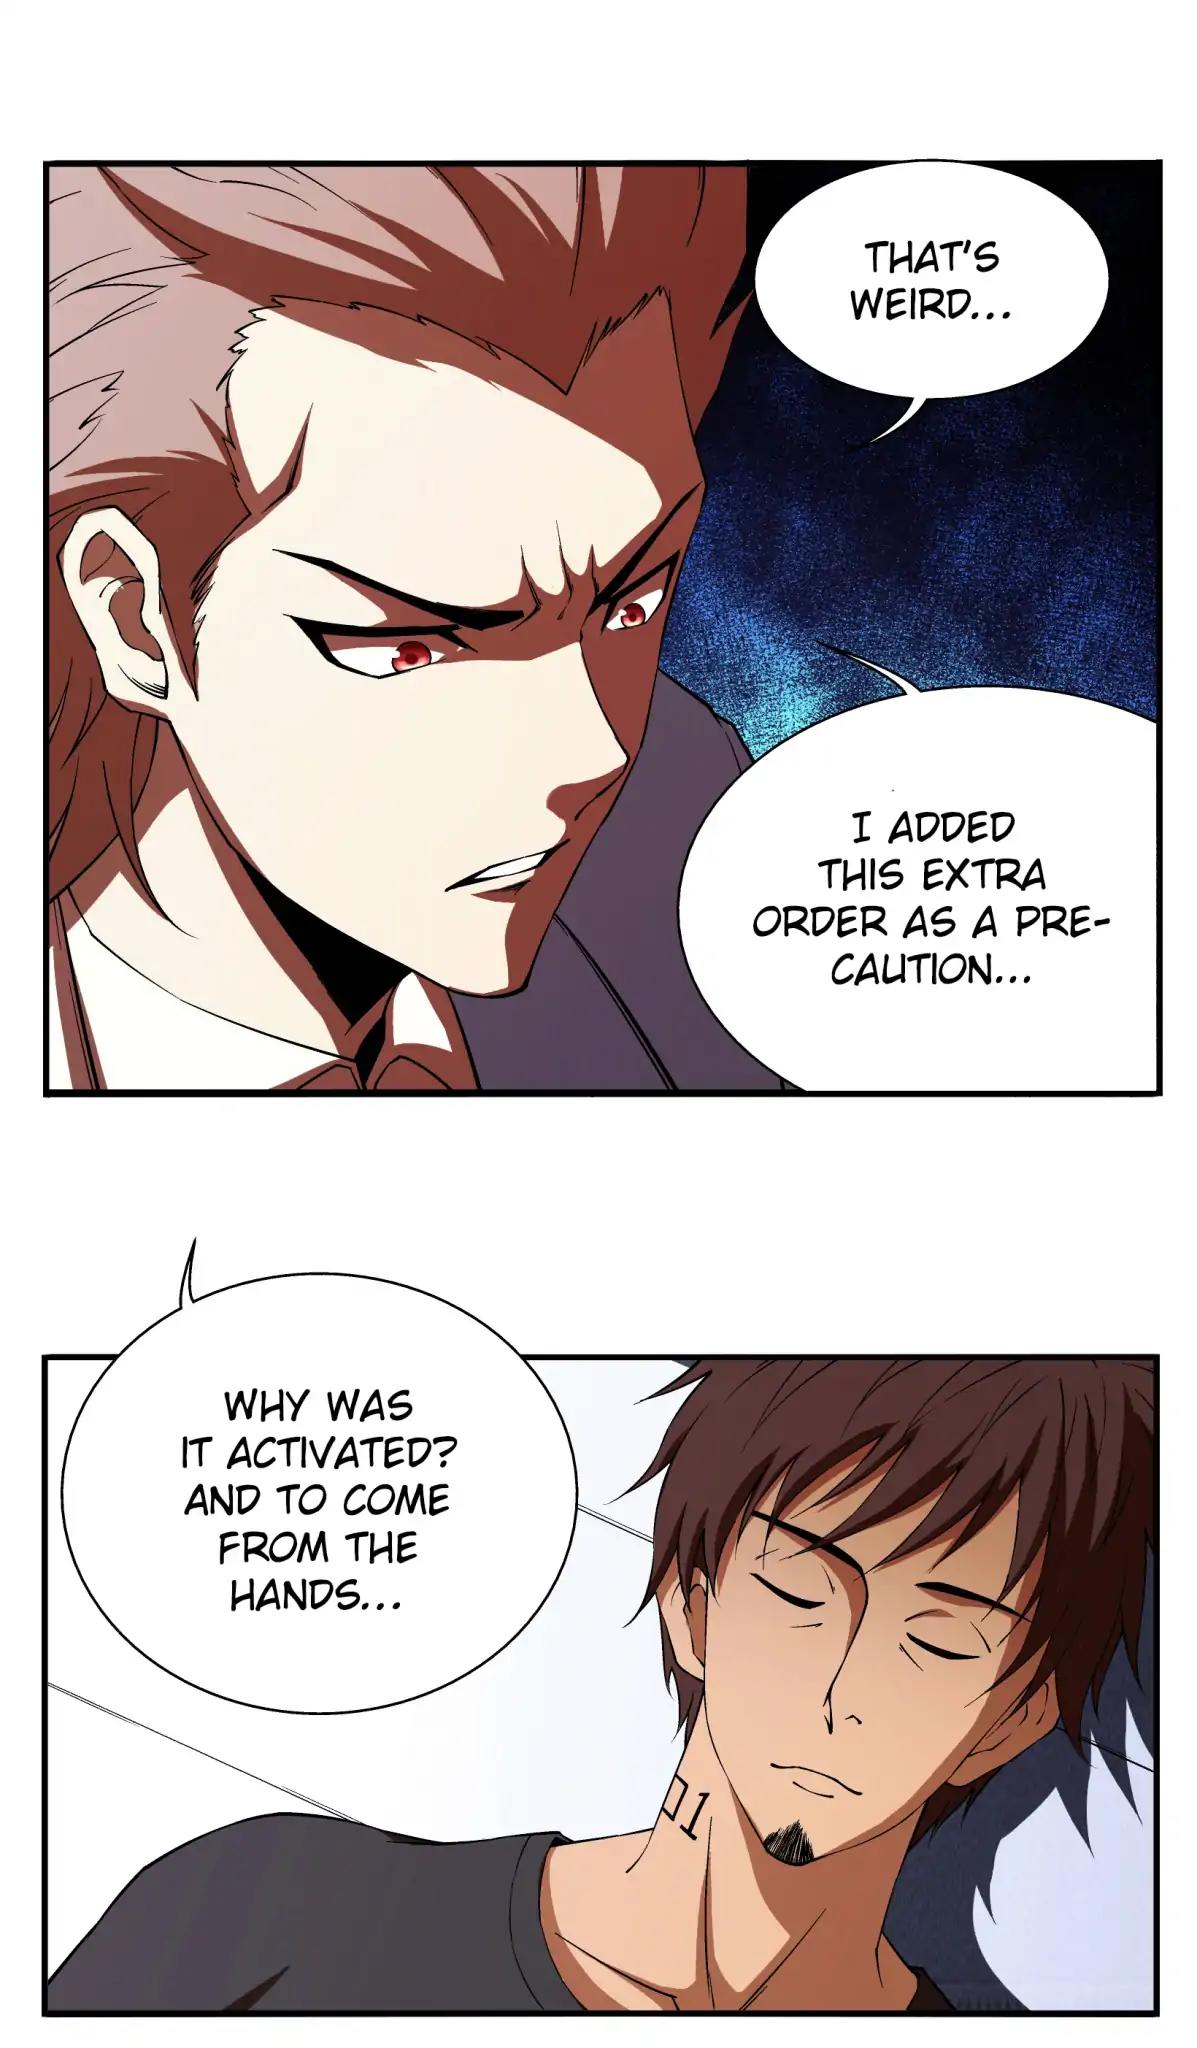 THAT'S
WEIRD...
I ADDED
THIS EXTRA
ORDER AS A PRE-
CAUTION...
WHY WAS
IT ACTIVATED?
AND TO COME
FROM THE
HANDS...
01